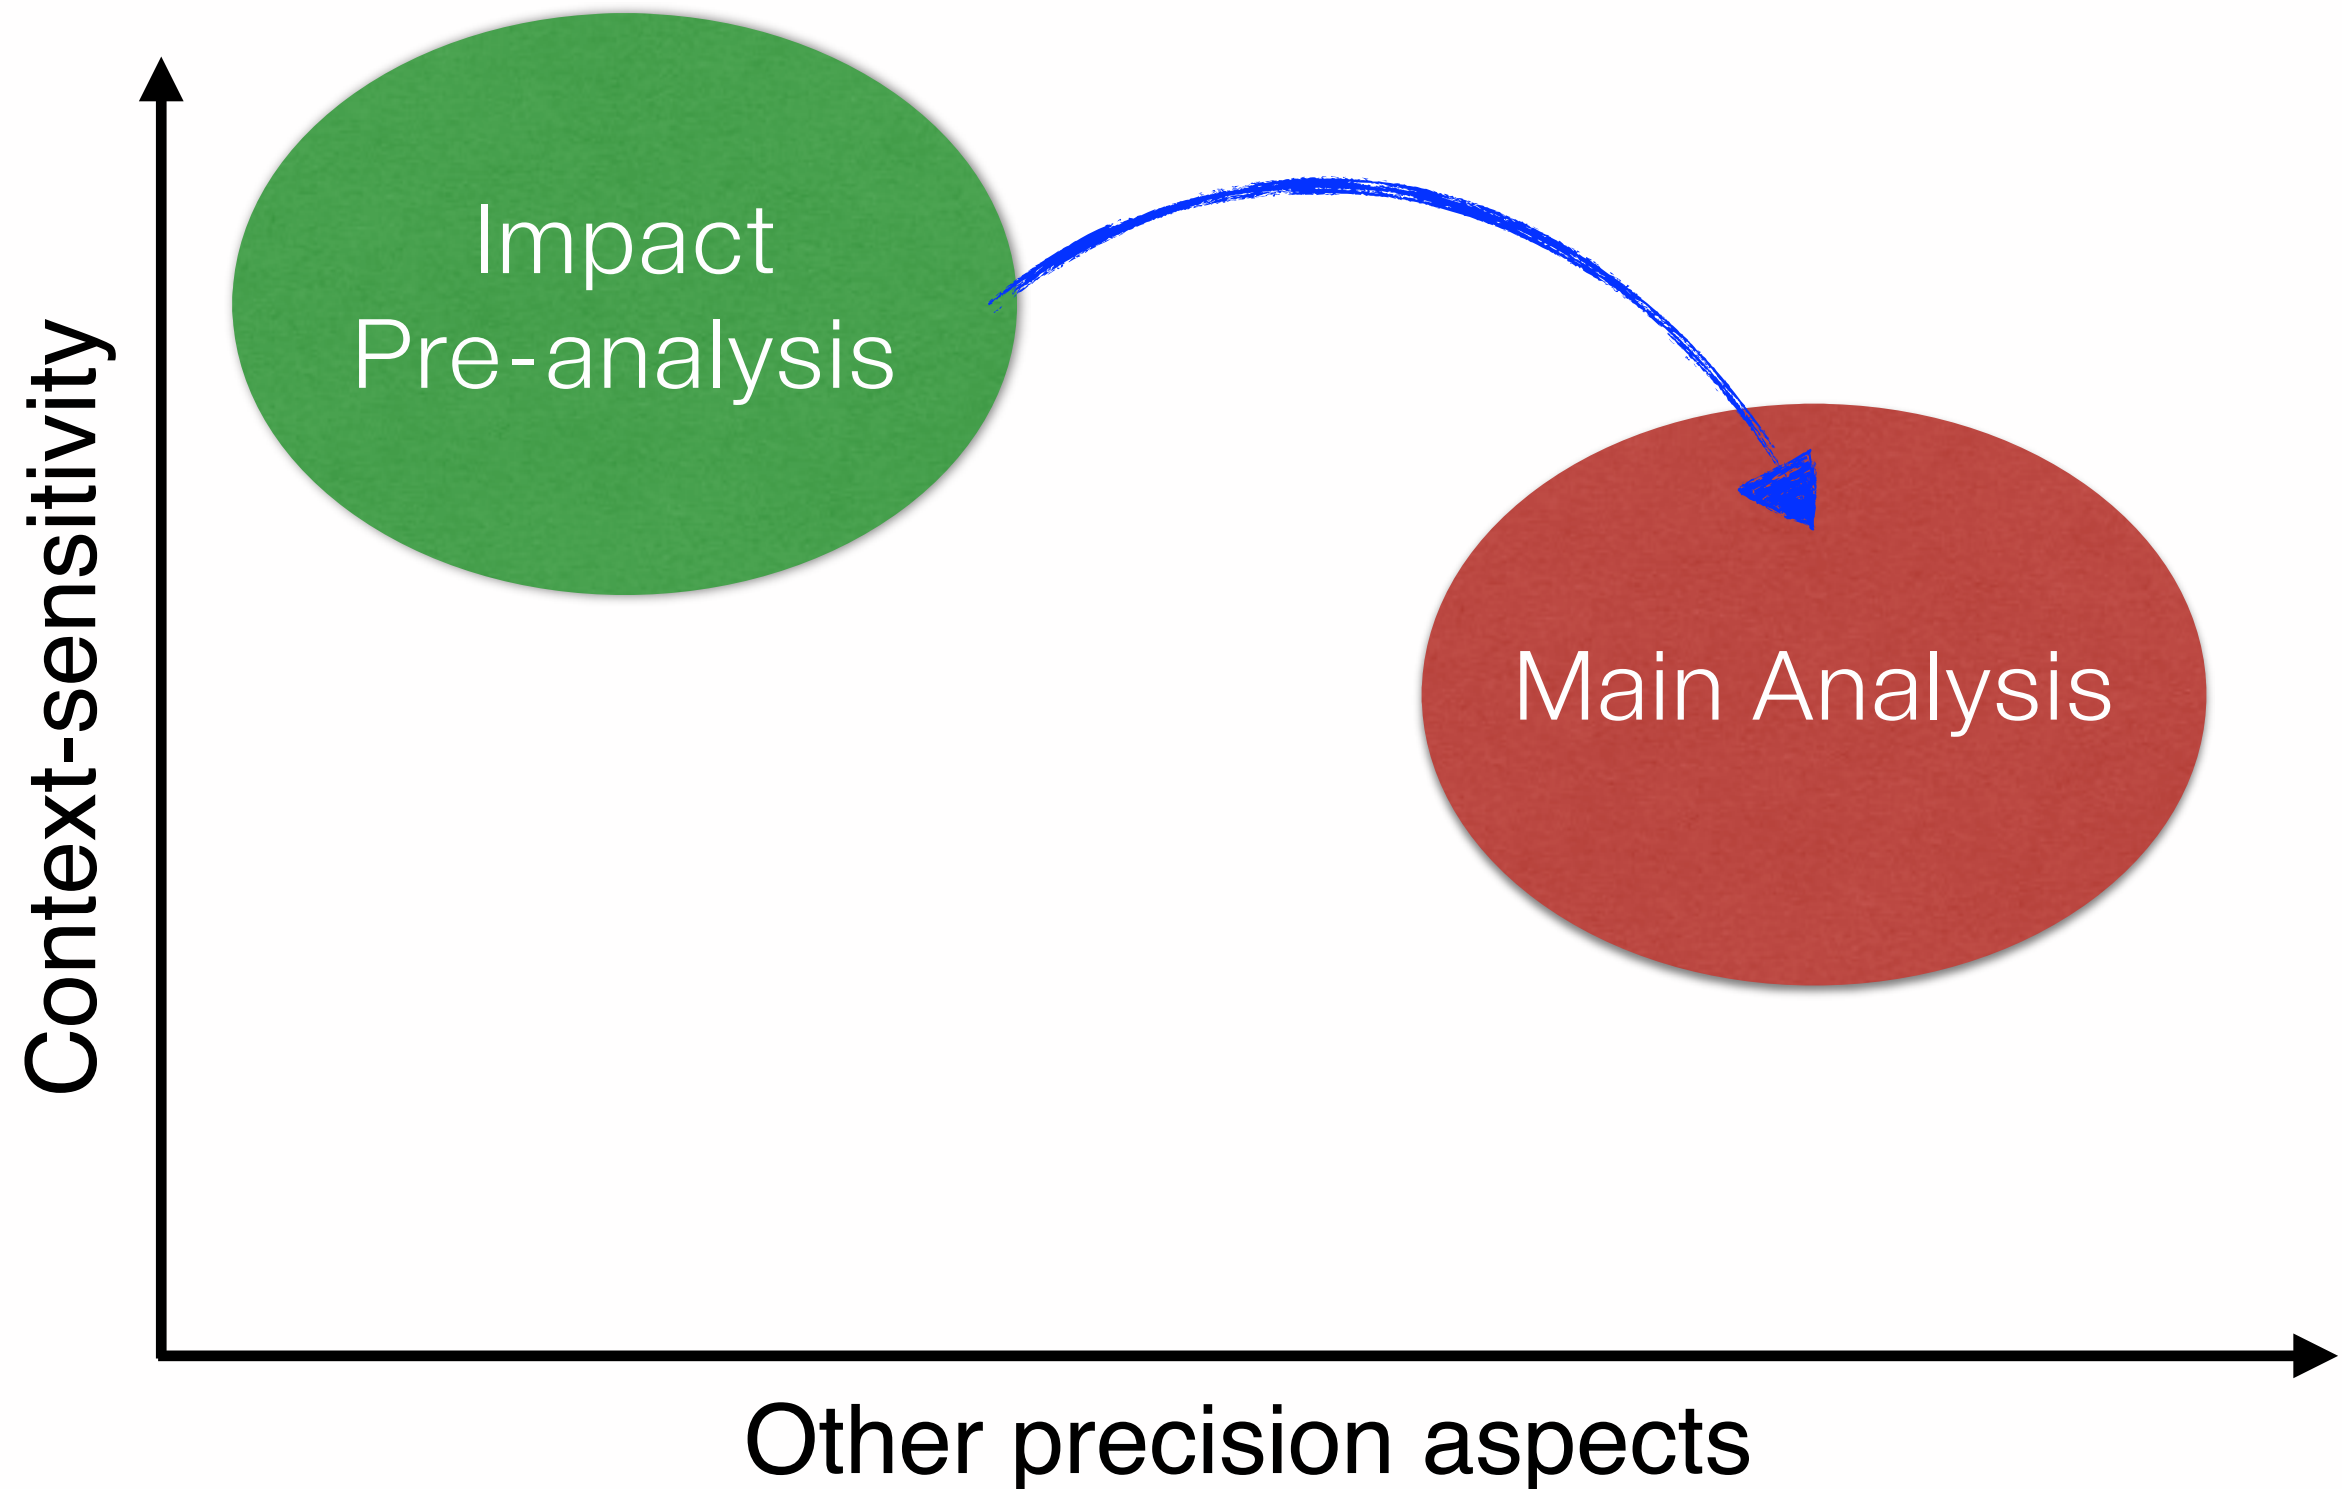 Context-sensitivity
Impact
Pre-analysis
Main Analysis
Other precision aspects